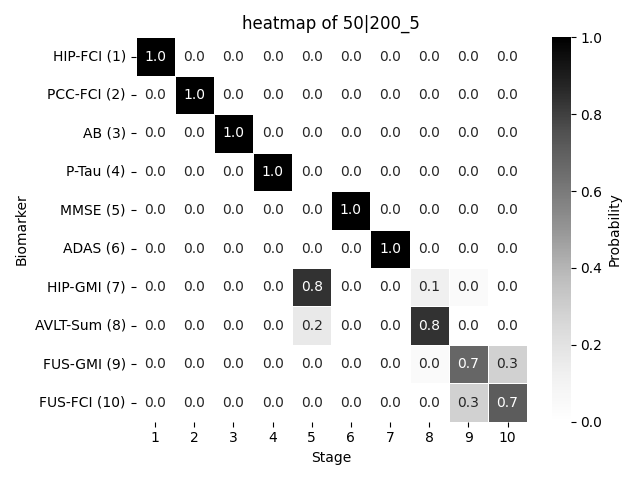 heatmap of 50|200_5
HIP-FCI (1) 1.0 0.0 0.0 0.0 0.0 0.0 0.0 0.0 0.0 0.0
PCC-FCI (2) 0.0 1.0 0.0 0.0 0.0 0.0 0.0 0.0 0.0 0.0
AB (3) 0.0 0.0 1.0 0.0 0.0 0.0 0.0 0.0 0.0 0.0
P-Tau (4) 0.0 0.0 0.0 1.0 0.0 0.0 0.0 0.0 0.0 0.0
MMSE (5) 0.0 0.0 0.0 0.0 0.0 1.0 0.0 0.0 0.0 0.0
ADAS (6) 0.0 0.0 0.0 0.0 0.0 0.0 1.0 0.0 0.0 0.0
HIP-GMI (7) 0.0 0.0 0.0 0.0 0.8 0.0 0.0 0.1 0.0 0.0
AVLT-Sum (8) 0.0 0.0 0.0 0.0 0.2 0.0 0.0 0.8 0.0 0.0
FUS-GMI (9) 0.0 0.0 0.0 0.0 0.0 0.0 0.0 0.0 0.7 0.3
FUS-FCI (10) 0.0 0.0 0.0 0.0 0.0 0.0 0.0 0.0 0.3 0.7
1 2 3 4 5 6 7 8 9 10
Stage
Biomarker
1.0
0.8
0.6
0.4
0.2
0.0
Probability